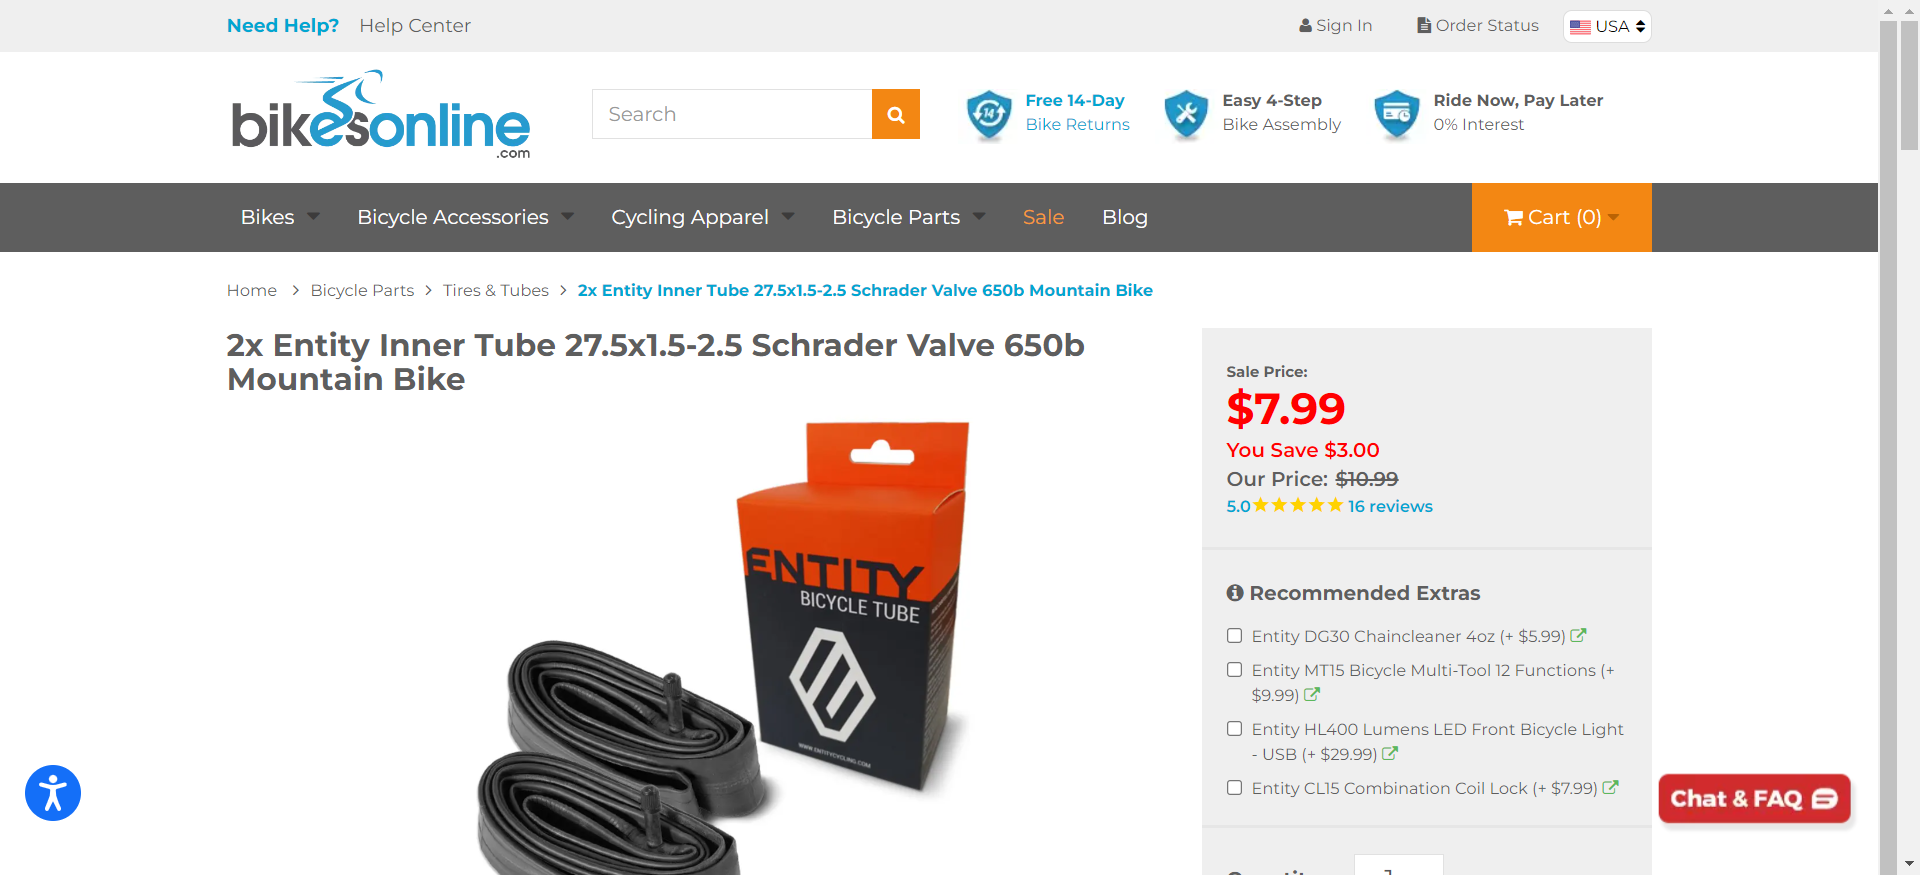 Need Help? Help Center
Sign In Order Status USA
bikesonline
.com
Search
Free 14-Day
Bike Returns
14
Easy 4-Step
Bike Assembly
Ride Now, Pay Later
0% Interest
Bikes Bicycle Accessories Cycling Apparel Bicycle Parts Sale Blog Cart (0)
Home Bicycle Parts Tires & Tubes 2x Entity Inner Tube 27.5x1.5-2.5 Schrader Valve 650b Mountain Bike
2x Entity Inner Tube 27.5x1.5-2.5 Schrader Valve 650b
Mountain Bike
ENTITY
BICYCLE TUBE
WWW.ENTITYCYCLING.COM
Sale Price:
$7.99
You Save $3.00
Our Price: $10.99
5.0 16 reviews
Recommended Extras
Entity DG30 Chaincleaner 4oz (+ $5.99)
Entity MT15 Bicycle Multi-Tool 12 Functions (+
$9.99)
Entity HL400 Lumens LED Front Bicycle Light
- USB (+ $29.99)
Entity CL15 Combination Coil Lock (+ $7.99)
Chat & FAQ